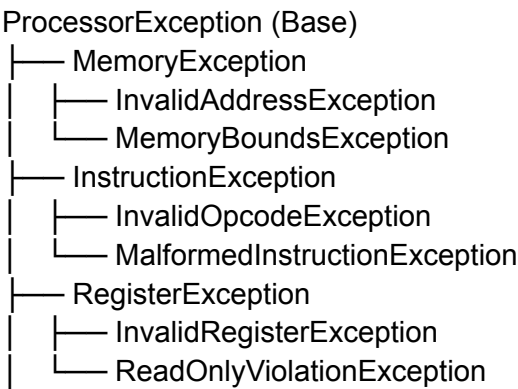 ProcessorException (Base)
├── MemoryException
│   ├── InvalidAddressException
│   └── MemoryBoundsException
├── InstructionException
│   ├── InvalidOpcodeException
│   └── MalformedInstructionException
├── RegisterException
│   ├── InvalidRegisterException
│   └── ReadOnlyViolationException